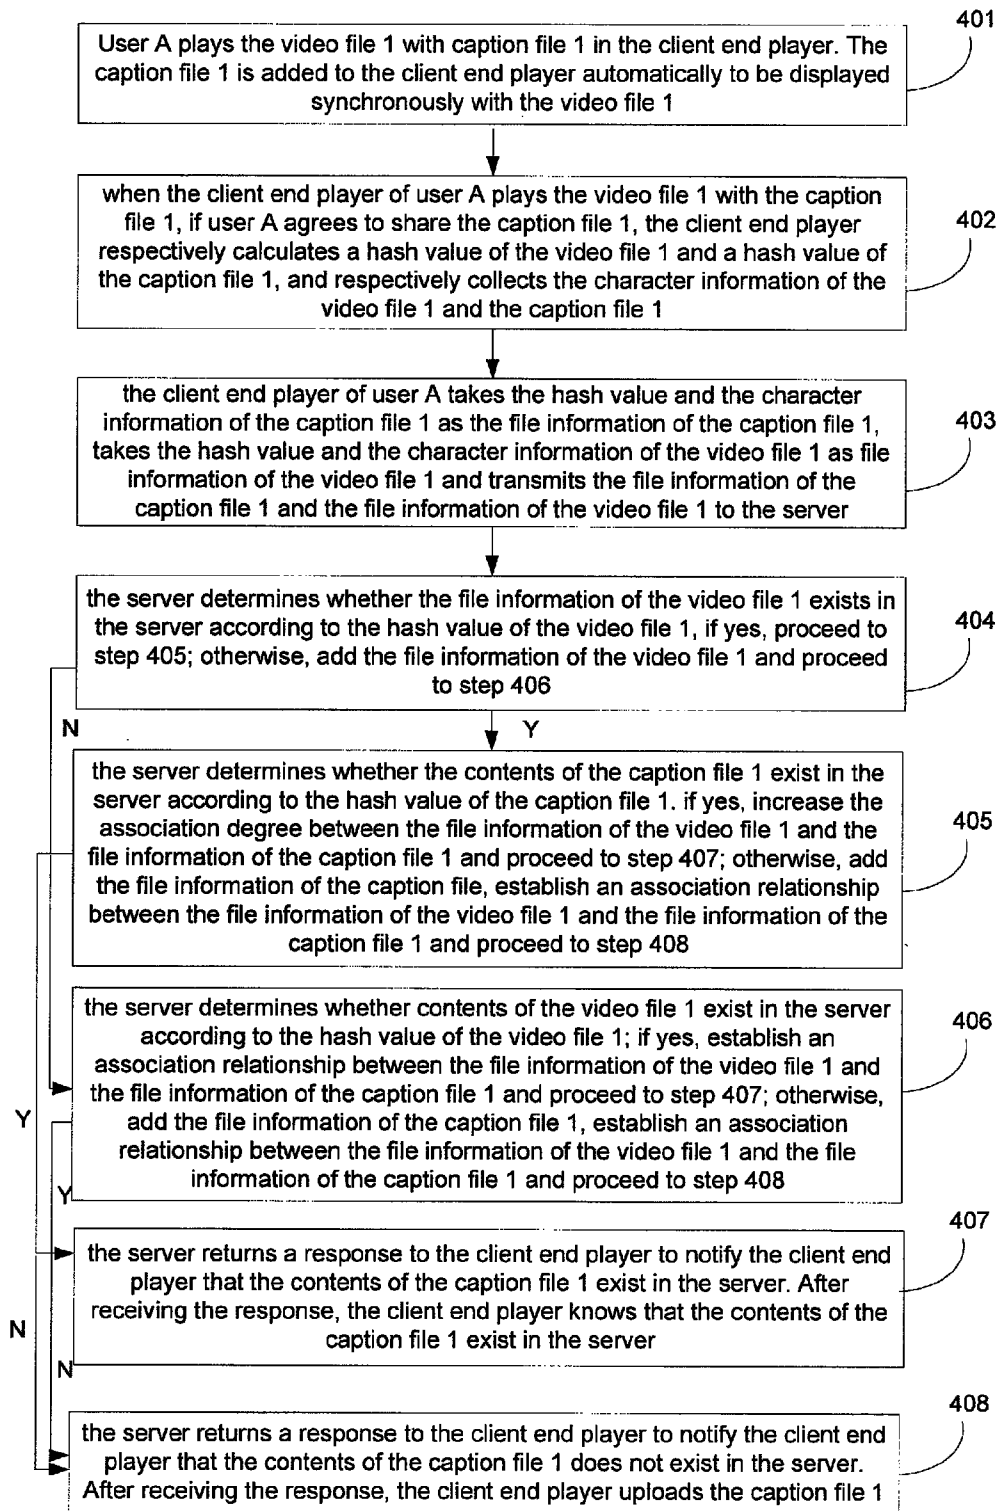 401
User A plays the video file 1 with caption file 1 in the client end player. The
caption file 1 is added to the client end player automatically to be displayed
synchronously with the video file 1
when the client end player of user A plays the video file 1 with the caption
file 1, if user A agrees to share the caption file 1, the client end player
respectively calculates a hash value of the video file 1 and a hash value of
the caption file 1, and respectively collects the character information of the
video file 1 and the caption file 1
402
the client end player of user A takes the hash value and the character
information of the caption file 1 as the file information of the caption file 1,
takes the hash value and the character information of the video file 1 as file
information of the video file 1 and transmits the file information of the
caption file 1 and the file information of the video file 1 to the server
403
the server determines whether the file information of the video file 1 exists in
the server according to the hash value of the video file 1, if yes, proceed to
step 405; otherwise, add the file information of the video file 1 and proceed
to step 406
404
N
Y
the server determines whether the contents of the caption file 1 exist in the
server according to the hash value of the caption file 1. if yes, increase the
association degree between the file information of the video file 1 and the
file information of the caption file 1 and proceed to step 407; otherwise, add
the file information of the caption file, establish an association relationship
between the file information of the video file 1 and the file information of the
caption file 1 and proceed to step 408
405
the server determines whether contents of the video file 1 exist in the server
according to the hash value of the video file 1; if yes, establish an
association relationship between the file information of the video file 1 and
the file information of the caption file 1 and proceed to step 407; otherwise,
add the file information of the caption file 1, establish an association
relationship between the file information of the video file 1 and the file
information of the caption file 1 and proceed to step 408
406
Y
Y
407
the server returns a response to the client end player to notify the client end
player that the contents of the caption file 1 exist in the server. After
receiving the response, the client end player knows that the contents of the
caption file 1 exist in the server
N
N
408
the server returns a response to the client end player to notify the client end
player that the contents of the caption file 1 does not exist in the server.
After receiving the response, the client end player uploads the caption file 1